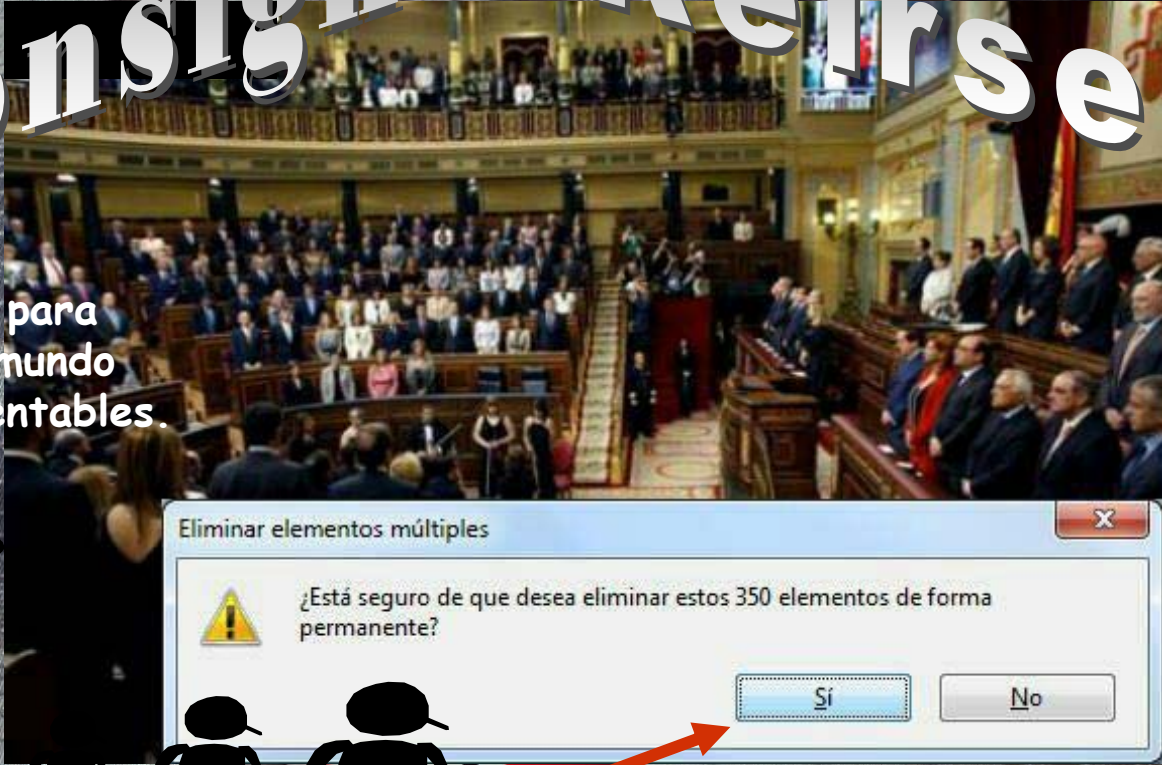 nsign Reirse
para
mundo
entables.
Eliminar elementos múltiples
¿Está seguro de que desea eliminar estos 350 elementos de forma
permanente?
Sí
No